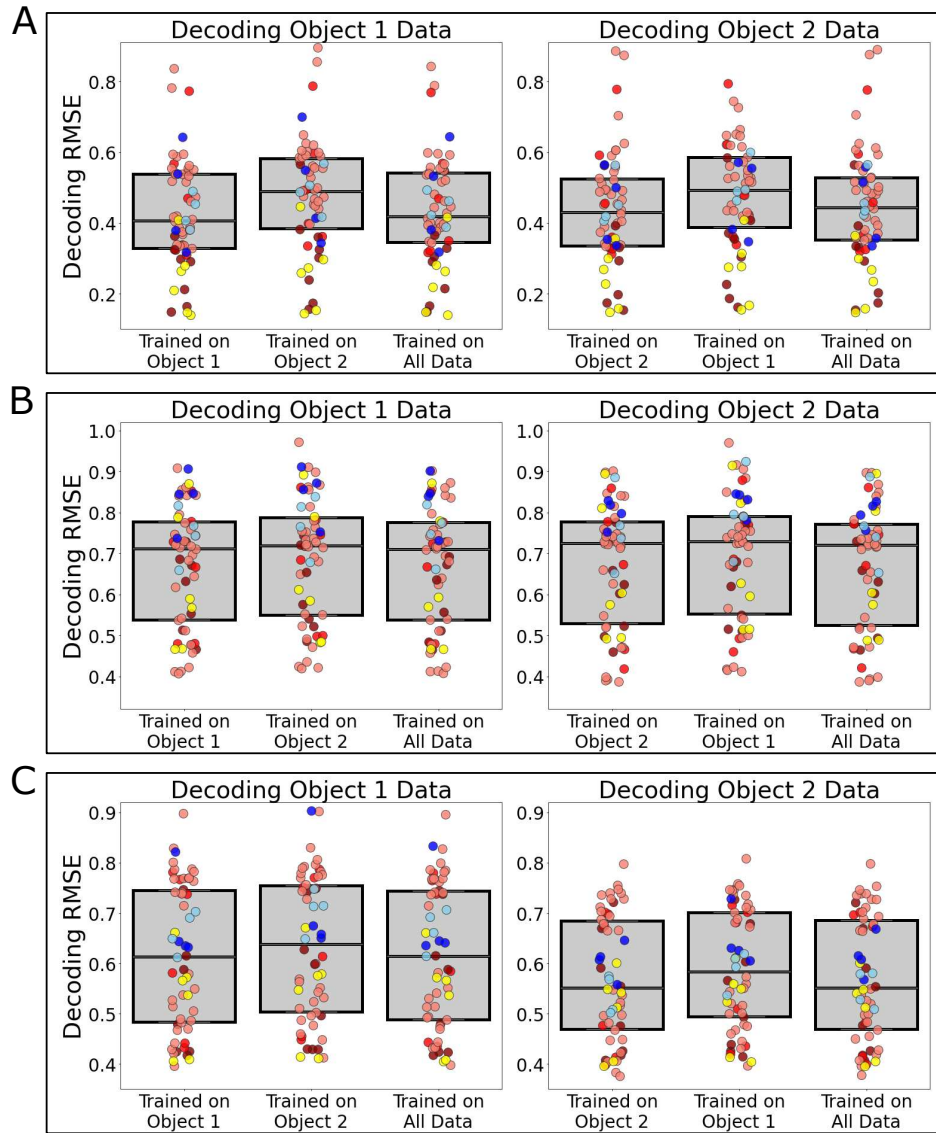 A
Decoding Object 1 Data
Decoding Object 2 Data
Decoding RMSE
0.8
0.6
0.4
0.2
0.8
0.6
0.4
0.2
Trained on
Object 1
Trained on
Object 2
Trained on
All Data
Trained on
Object 2
Trained on
Object 1
Trained on
All Data
B
Decoding Object 1 Data
Decoding Object 2 Data
Decoding RMSE
1.0
0.9
0.8
0.7
0.6
0.5
0.4
1.0
0.9
0.8
0.7
0.6
0.5
0.4
Trained on
Object 1
Trained on
Object 2
Trained on
All Data
Trained on
Object 2
Trained on
Object 1
Trained on
All Data
C
Decoding Object 1 Data
Decoding Object 2 Data
Decoding RMSE
0.9
0.8
0.7
0.6
0.5
0.4
0.9
0.8
0.7
0.6
0.5
0.4
Trained on
Object 1
Trained on
Object 2
Trained on
All Data
Trained on
Object 2
Trained on
Object 1
Trained on
All Data